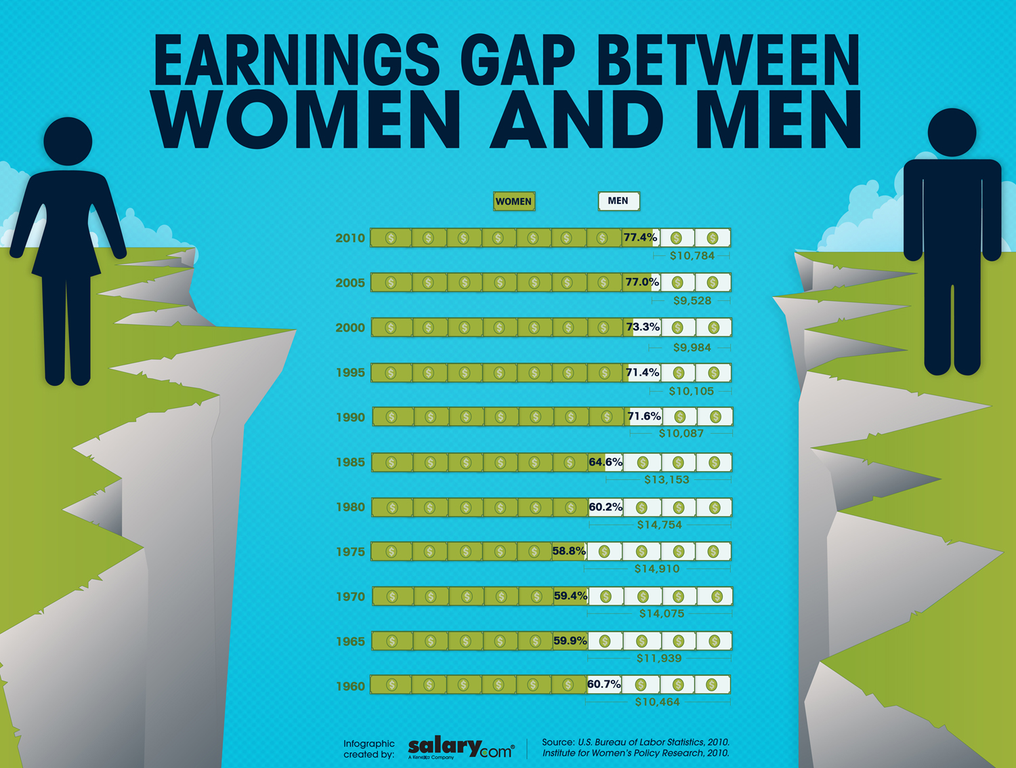 EARNINGS GAP BETWEEN
WOMEN AND MEN
WOMEN MEN
2010 77.4%
$10,784
2005 77.0%
$9,528
2000 73.3%
$9,984
1995 71.4%
$10,105
1990 71.6%
$10,087
1985 64.6%
$13,153
1980 60.2%
$14,754
1975 58.8%
$14,910
1970 59.4%
$14,075
1965 59.9%
$11,939
1960 60.7%
$10,464
Infographic
created by:
salary.com®
A Kenexa Company
Source: U.S. Bureau of Labor Statistics, 2010.
Institute for Women's Policy Research, 2010.